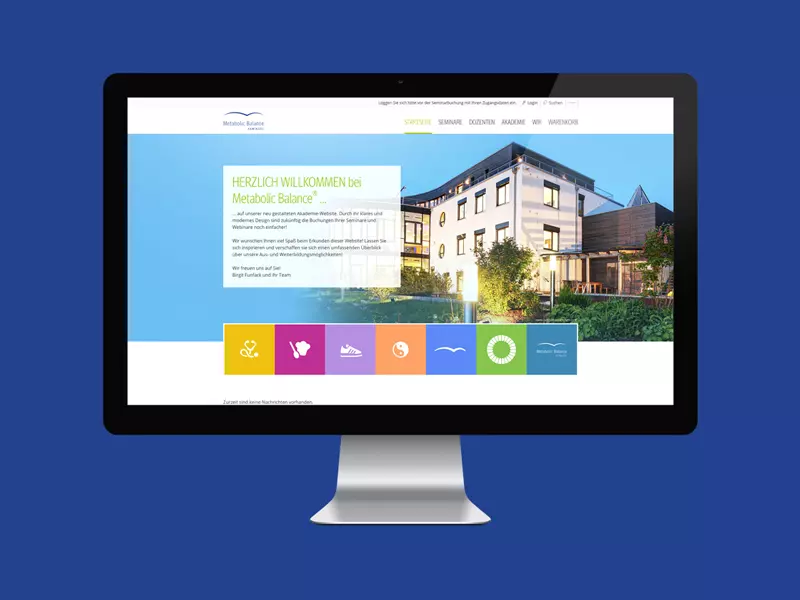 Loggen Sie sich bitte vor der Seminarbuchung mit Ihren Zugangsdaten ein. Login Suchen
Metabolic Balance
STARTSEITE SEMINARE DOZENTEN AKADEMIE WIR WARENKORB
HERZLICH WILLKOMMEN bei
Metabolic Balance® ...
... auf unserer neu gestalteten Akademie-Website. Durch ihr klares und
modernes Design sind zukünftig die Buchungen Ihrer Seminare und
Webinare noch einfacher!
Wir wünschen Ihnen viel Spaß beim Erkunden dieser Website! Lassen Sie
sich inspirieren und verschaffen sie sich einen umfassenden Überblick
über unsere Aus- und Weiterbildungsmöglichkeiten!
Wir freuen uns auf Sie!
Birgit Funfack und Ihr Team
Metabolic Balance
Zurzeit sind keine Nachrichten vorhanden.